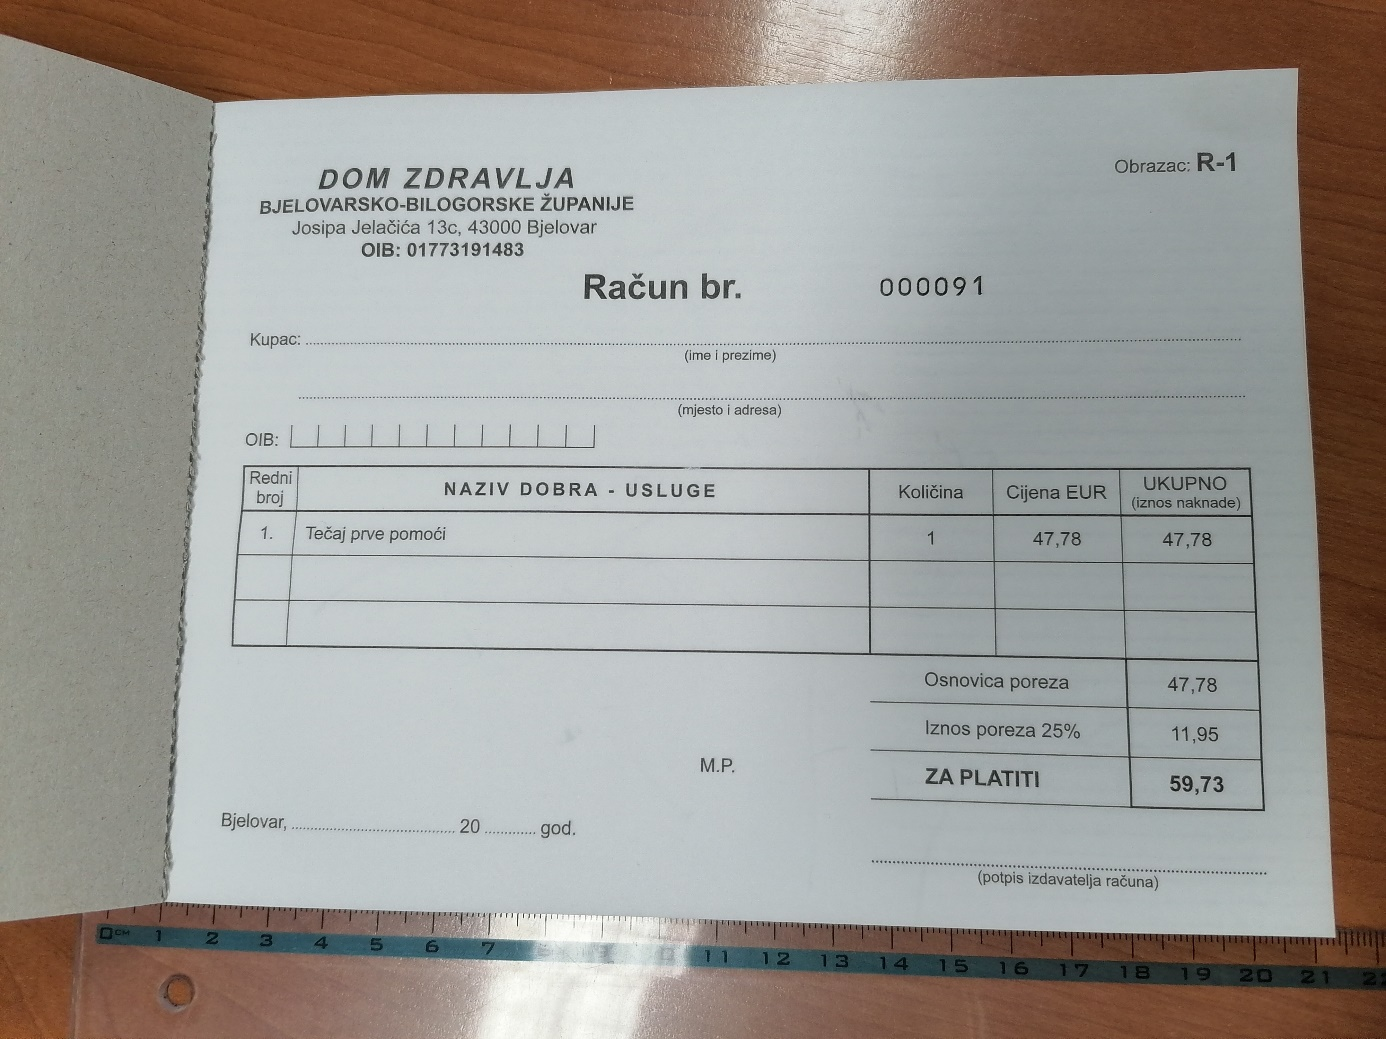 DOM ZDRAVLJA
BJELOVARSKO-BILOGORSKE ŽUPANIJE
Josipa Jelačića 13c, 43000 Bjelovar
OIB: 01773191483
Obrazac: R-1
Račun br. 000091
Kupac:
(ime i prezime)
(mjesto i adresa)
OIB:
Redni broj NAZIV DOBRA - USLUGE Količina Cijena EUR UKUPNO (iznos naknade)
1. Tečaj prve pomoći 1 47,78 47,78
Osnovica poreza 47,78
Iznos poreza 25% 11,95
M.P.
ZA PLATITI 59,73
Bjelovar, 20 god.
(potpis izdavatelja računa)
0 CM 1 2 3 4 5 6 7 11 12 13 14 15 16 17 18 19 20 21